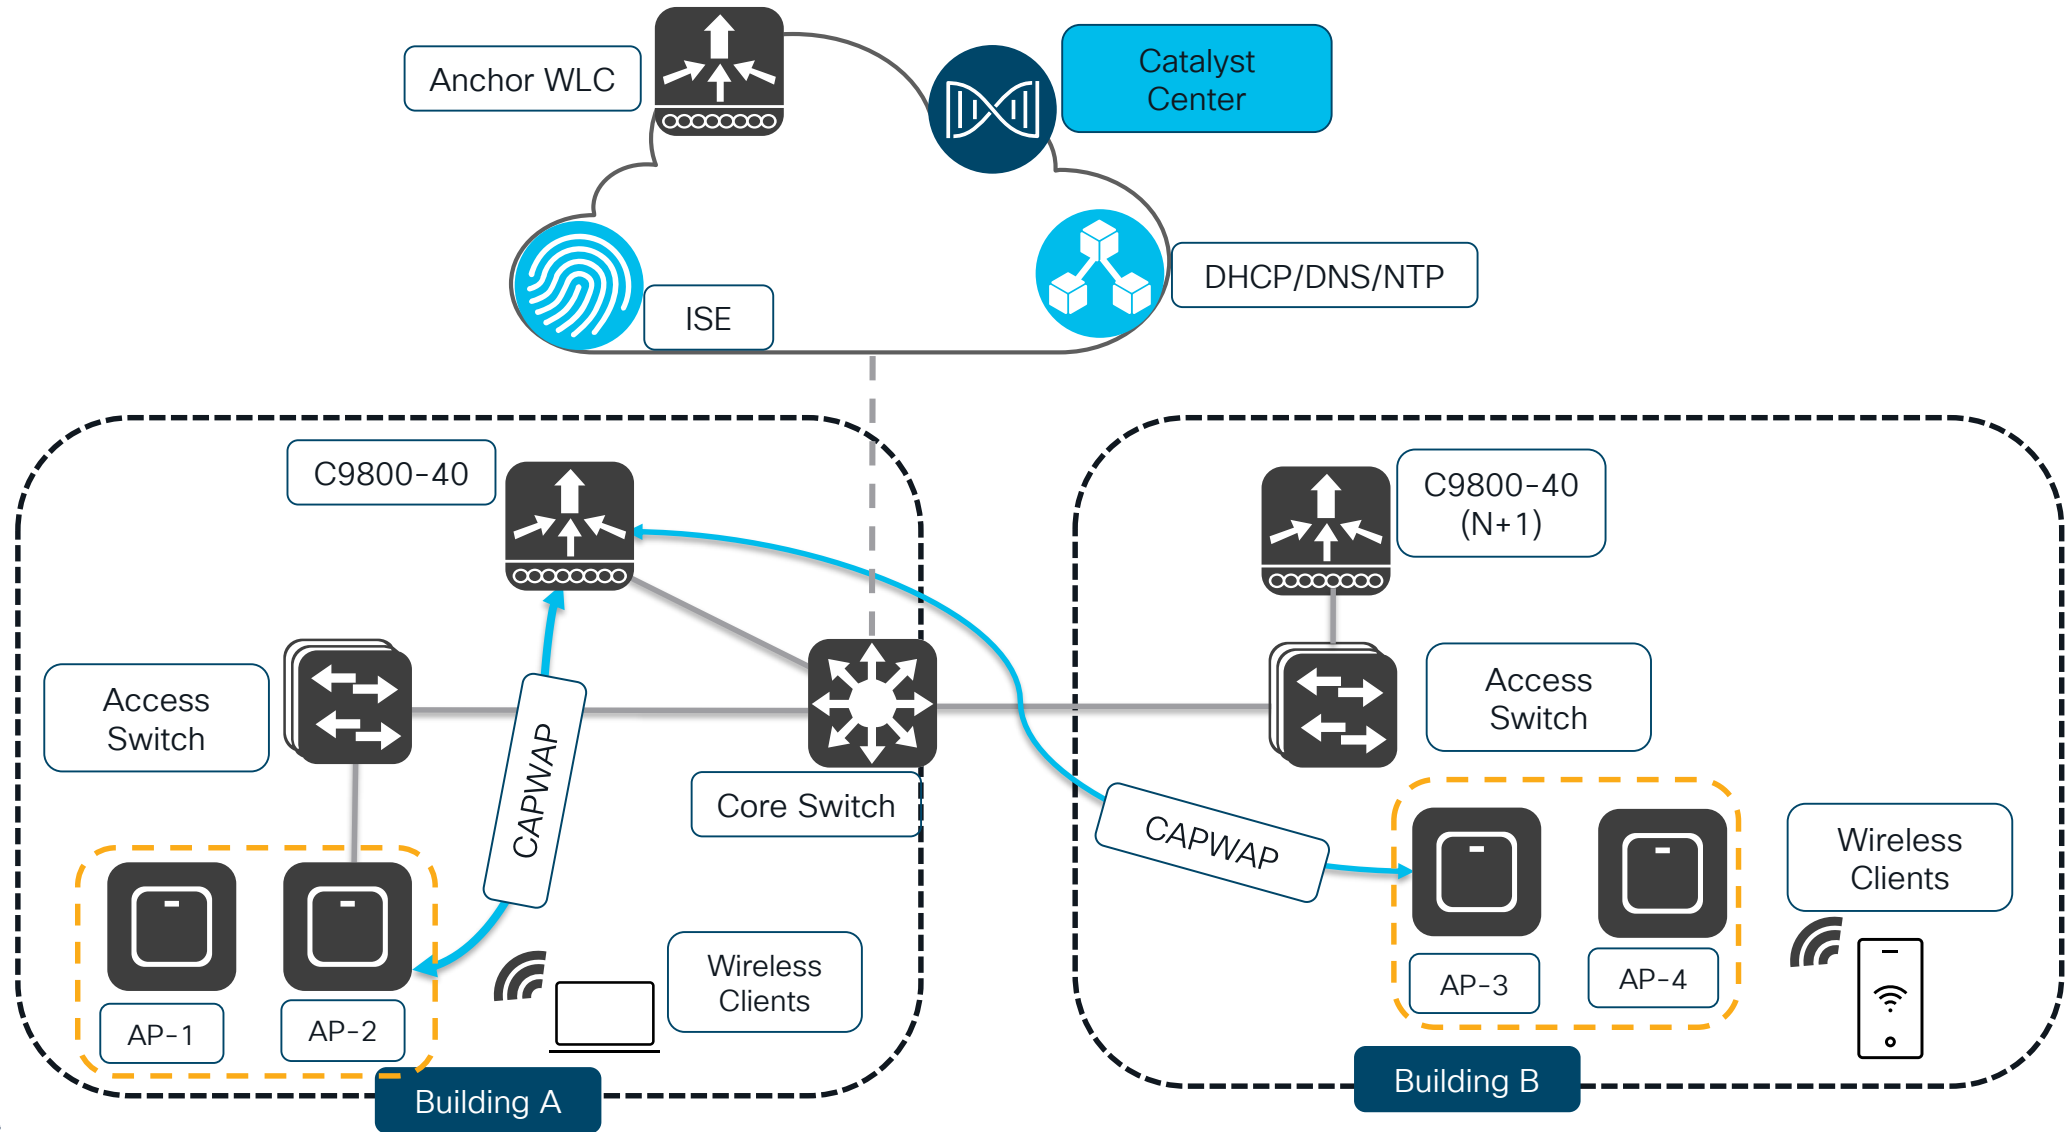 Anchor WLC
Catalyst
Center
ISE
DHCP/DNS/NTP
C9800-40
C9800-40
(N+1)
Access
Switch
CAPWAP
Core Switch
Access
Switch
CAPWAP
AP-1
AP-2
Wireless
Clients
AP-3
AP-4
Wireless
Clients
Building A
Building B